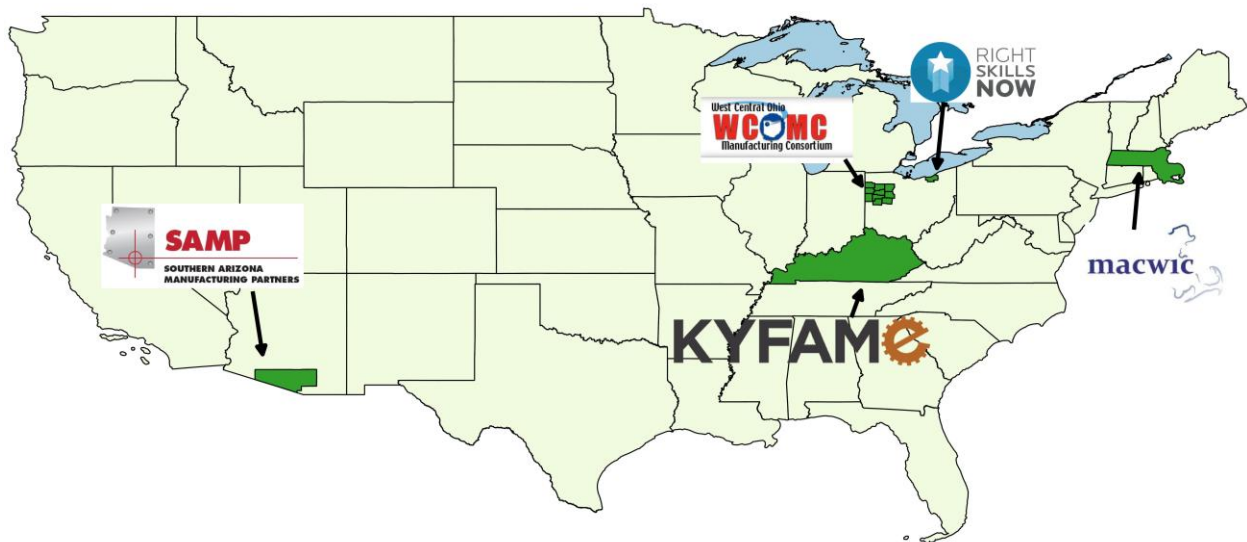 RIGHT
SKILLS
NOW
West Central Ohio
WCOMC
Manufacturing Consortium
SAMP
SOUTHERN ARIZONA
MANUFACTURING PARTNERS
macwic
KYFAMe